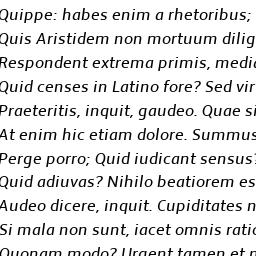 Quippe: habes enim a rhetoribus;
Quis Aristidem non mortuum dilig
Respondent extrema primis, media
Quid censes in Latino fore? Sed vir
Praeteritis, inquit, gaudeo. Quae si
At enim hic etiam dolore. Summus
Perge porro; Quid iudicant sensus?
Quid adiuvas? Nihilo beatiorem es
Audeo dicere, inquit. Cupiditates n
Si mala non sunt, iacet omnis ratio
Quonam modo? Urgent tamen et n